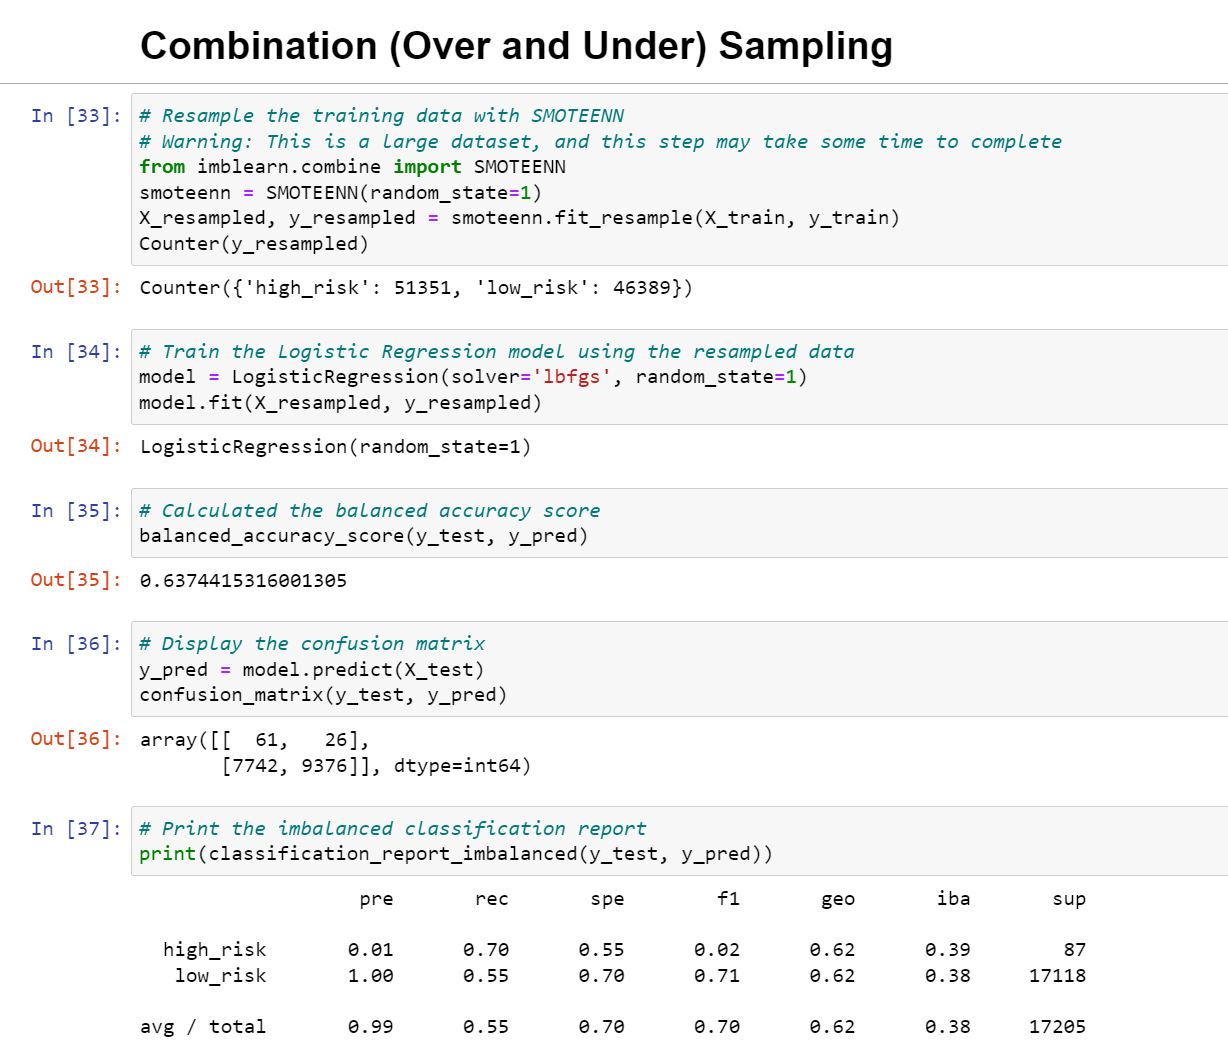 Combination (Over and Under) Sampling
In [33]:
# Resample the training data with SMOTEENN
# Warning: This is a large dataset, and this step may take some time to complete
from imblearn.combine import SMOTEENN
smoteenn = SMOTEENN(random_state=1)
X_resampled, y_resampled = smoteenn.fit_resample(X_train, y_train)
Counter(y_resampled)
Out[33]: Counter({'high_risk': 51351, 'low_risk': 46389})
In [34]:
# Train the Logistic Regression model using the resampled data
model = LogisticRegression(solver='lbfgs', random_state=1)
model.fit(X_resampled, y_resampled)
Out[34]: LogisticRegression(random_state=1)
In [35]:
# Calculated the balanced accuracy score
balanced_accuracy_score(y_test, y_pred)
Out[35]: 0.6374415316001305
In [36]:
# Display the confusion matrix
y_pred = model.predict(X_test)
confusion_matrix(y_test, y_pred)
Out[36]: array([[  61,   26],
       [7742, 9376]], dtype=int64)
In [37]:
# Print the imbalanced classification report
print(classification_report_imbalanced(y_test, y_pred))
pre rec spe f1 geo iba sup
high_risk 0.01 0.70 0.55 0.02 0.62 0.39 87
low_risk 1.00 0.55 0.70 0.71 0.62 0.38 17118
avg / total 0.99 0.55 0.70 0.70 0.62 0.38 17205